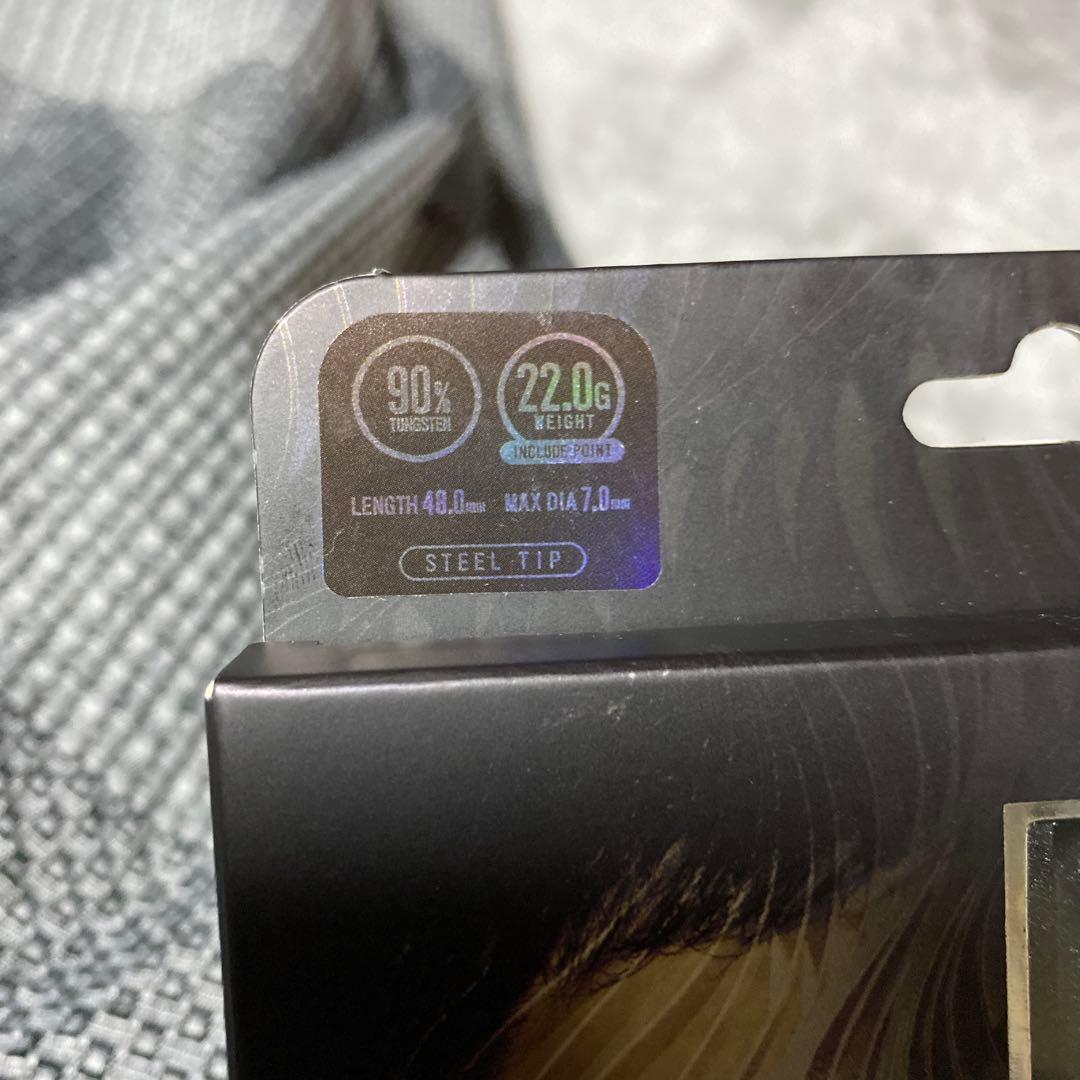 90%
TUNGSTEN
22.0G
WEIGHT
INCLUDE POINT
LENGTH 48.0mm MAX DIA 7.0mm
STEEL TIP